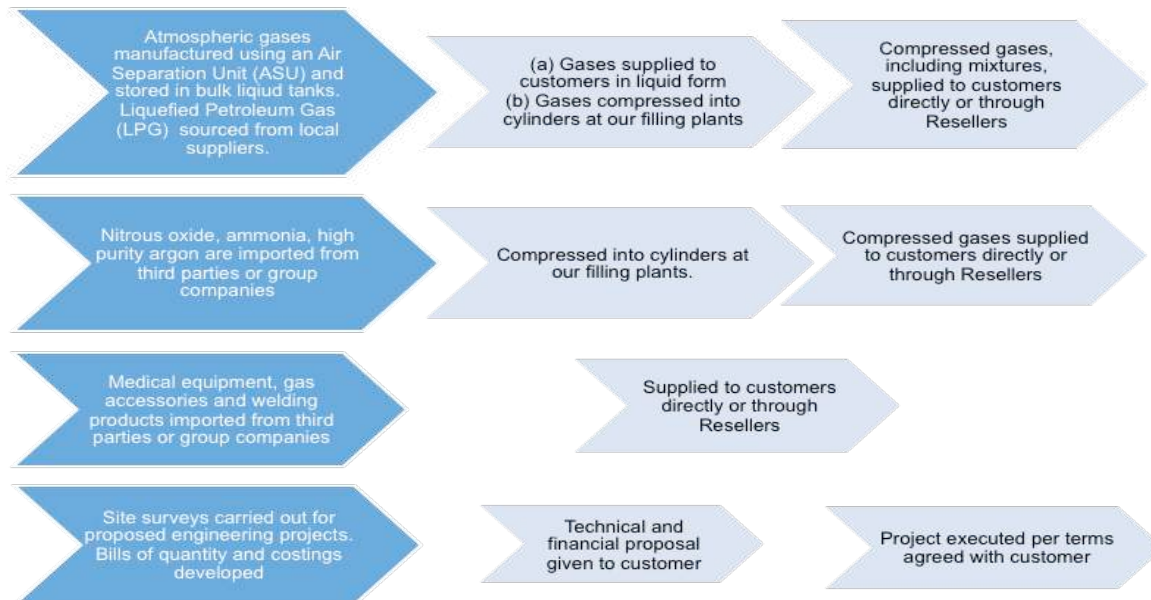 Atmospheric gases
manufactured using an Air
Separation Unit (ASU) and
stored in bulk liqiud tanks.
Liquefied Petroleum Gas
(LPG) sourced from local
suppliers.
(a) Gases supplied to
customers in liquid form
(b) Gases compressed into
cylinders at our filling plants
Compressed gases,
including mixtures,
supplied to customers
directly or through
Resellers
Nitrous oxide, ammonia, high
purity argon are imported from
third parties or group
companies
Compressed into cylinders at
our filling plants.
Compressed gases supplied
to customers directly or
through Resellers
Medical equipment, gas
accessories and welding
products imported from third
parties or group companies
Supplied to customers
directly or through
Resellers
Site surveys carried out for
proposed engineering projects.
Bills of quantity and costings
developed
Technical and
financial proposal
given to customer
Project executed per terms
agreed with customer